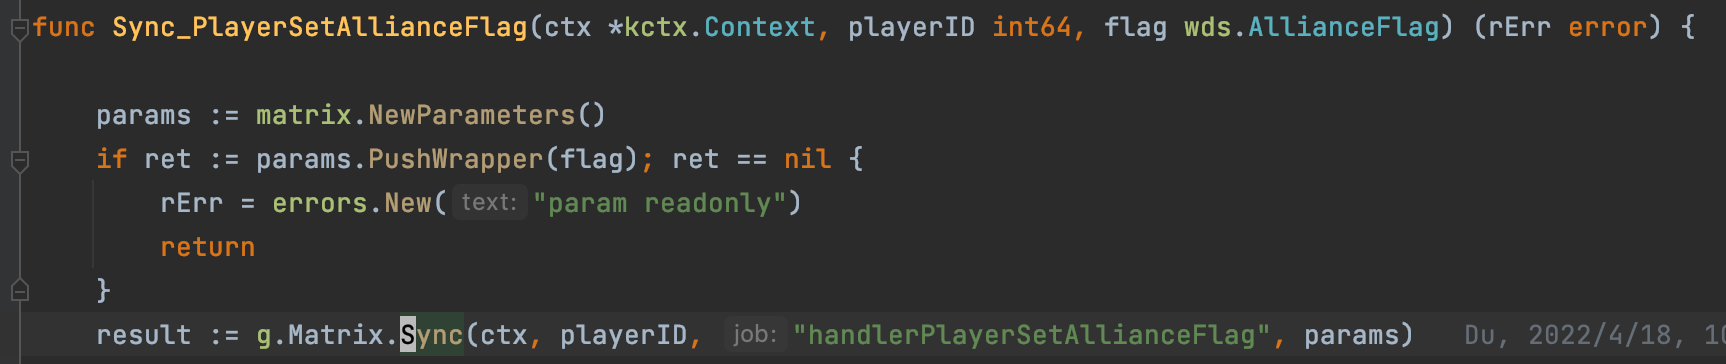 func Sync_PlayerSetAllianceFlag(ctx *kctx.Context, playerID int64, flag wds.AllianceFlag) (rErr error) {
params := matrix.NewParameters()
if ret := params.PushWrapper(flag); ret == nil {
rErr = errors.New( text: "param readonly")
return
}
result := g.Matrix.Sync(ctx, playerID, job: "handlerPlayerSetAllianceFlag", params) Du, 2022/4/18,